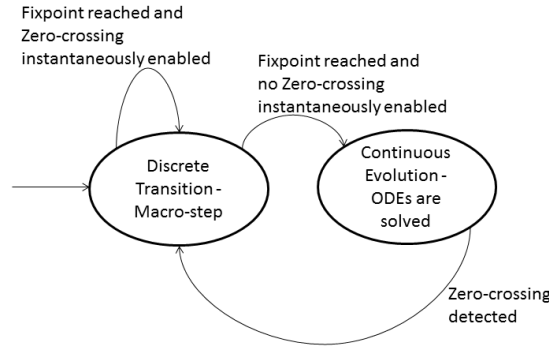 Fixpoint reached and
Zero-crossing
instantaneously enabled
Fixpoint reached and
no Zero-crossing
instantaneously enabled
Discrete
Transition -
Macro-step
Continuous
Evolution -
ODEs are
solved
Zero-crossing
detected